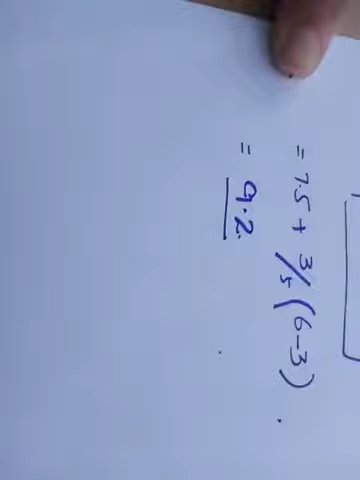 = 7.5 + 3/5 (6-3)
= 9.2